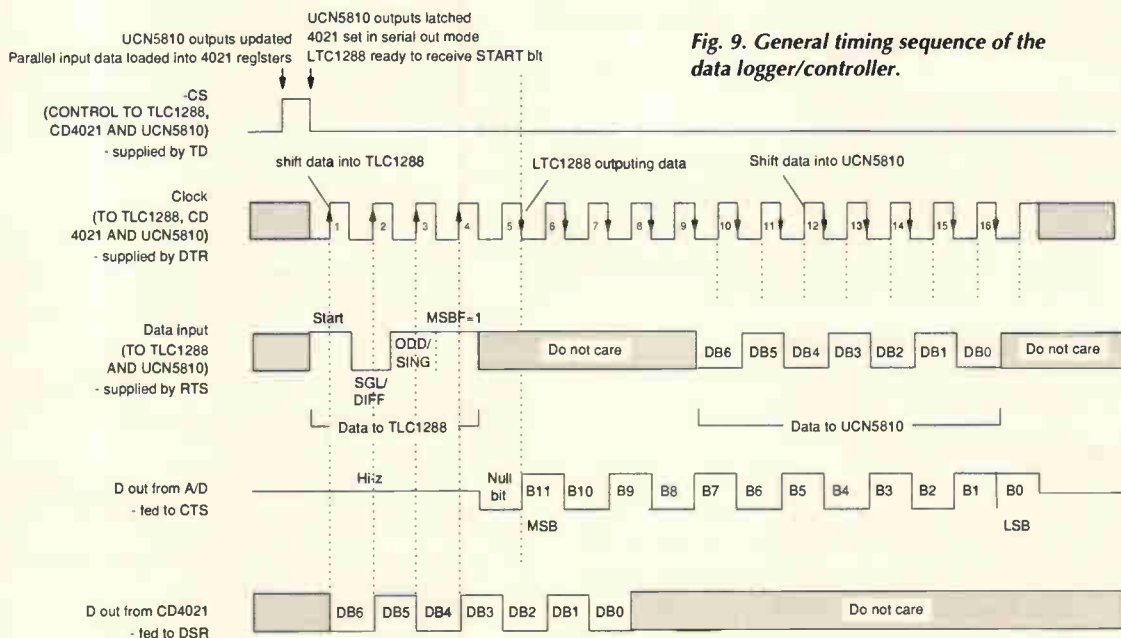 UCN5810 outputs updated
Parallel input data loaded into 4021 registers
UCN5810 outputs latched
4021 set in serial out mode
LTC1288 ready to receive START bit
Fig. 9. General timing sequence of the
data logger/controller.
-CS
(CONTROL TO TLC1288,
CD4021 AND UCN5810)
- supplied by TD
shift data into TLC1288
LTC1288 outputing data
Shift data into UCN5810
Clock
(TO TLC1288, CD
4021 AND UCN5810)
- supplied by DTR
1 2 3 4 5 6 7 8 9 10 11 12 13 14 15 16
Data input
(TO TLC1288
AND UCN5810)
- supplied by RTS
Start
SGL/
DIFF
ODD/
SING
MSBF=1
Do not care
DB6 DB5 DB4 DB3 DB2 DB1 DB0
Do not care
Data to TLC1288
Data to UCN5810
D out from A/D
- fed to CTS
Hi-z
Null
bit
B11 B10 B9 B8 B7 B6 B5 B4 B3 B2 B1 B0
MSB
LSB
D out from CD4021
- fed to DSR
DB6 DB5 DB4 DB3 DB2 DB1 DB0
Do not care